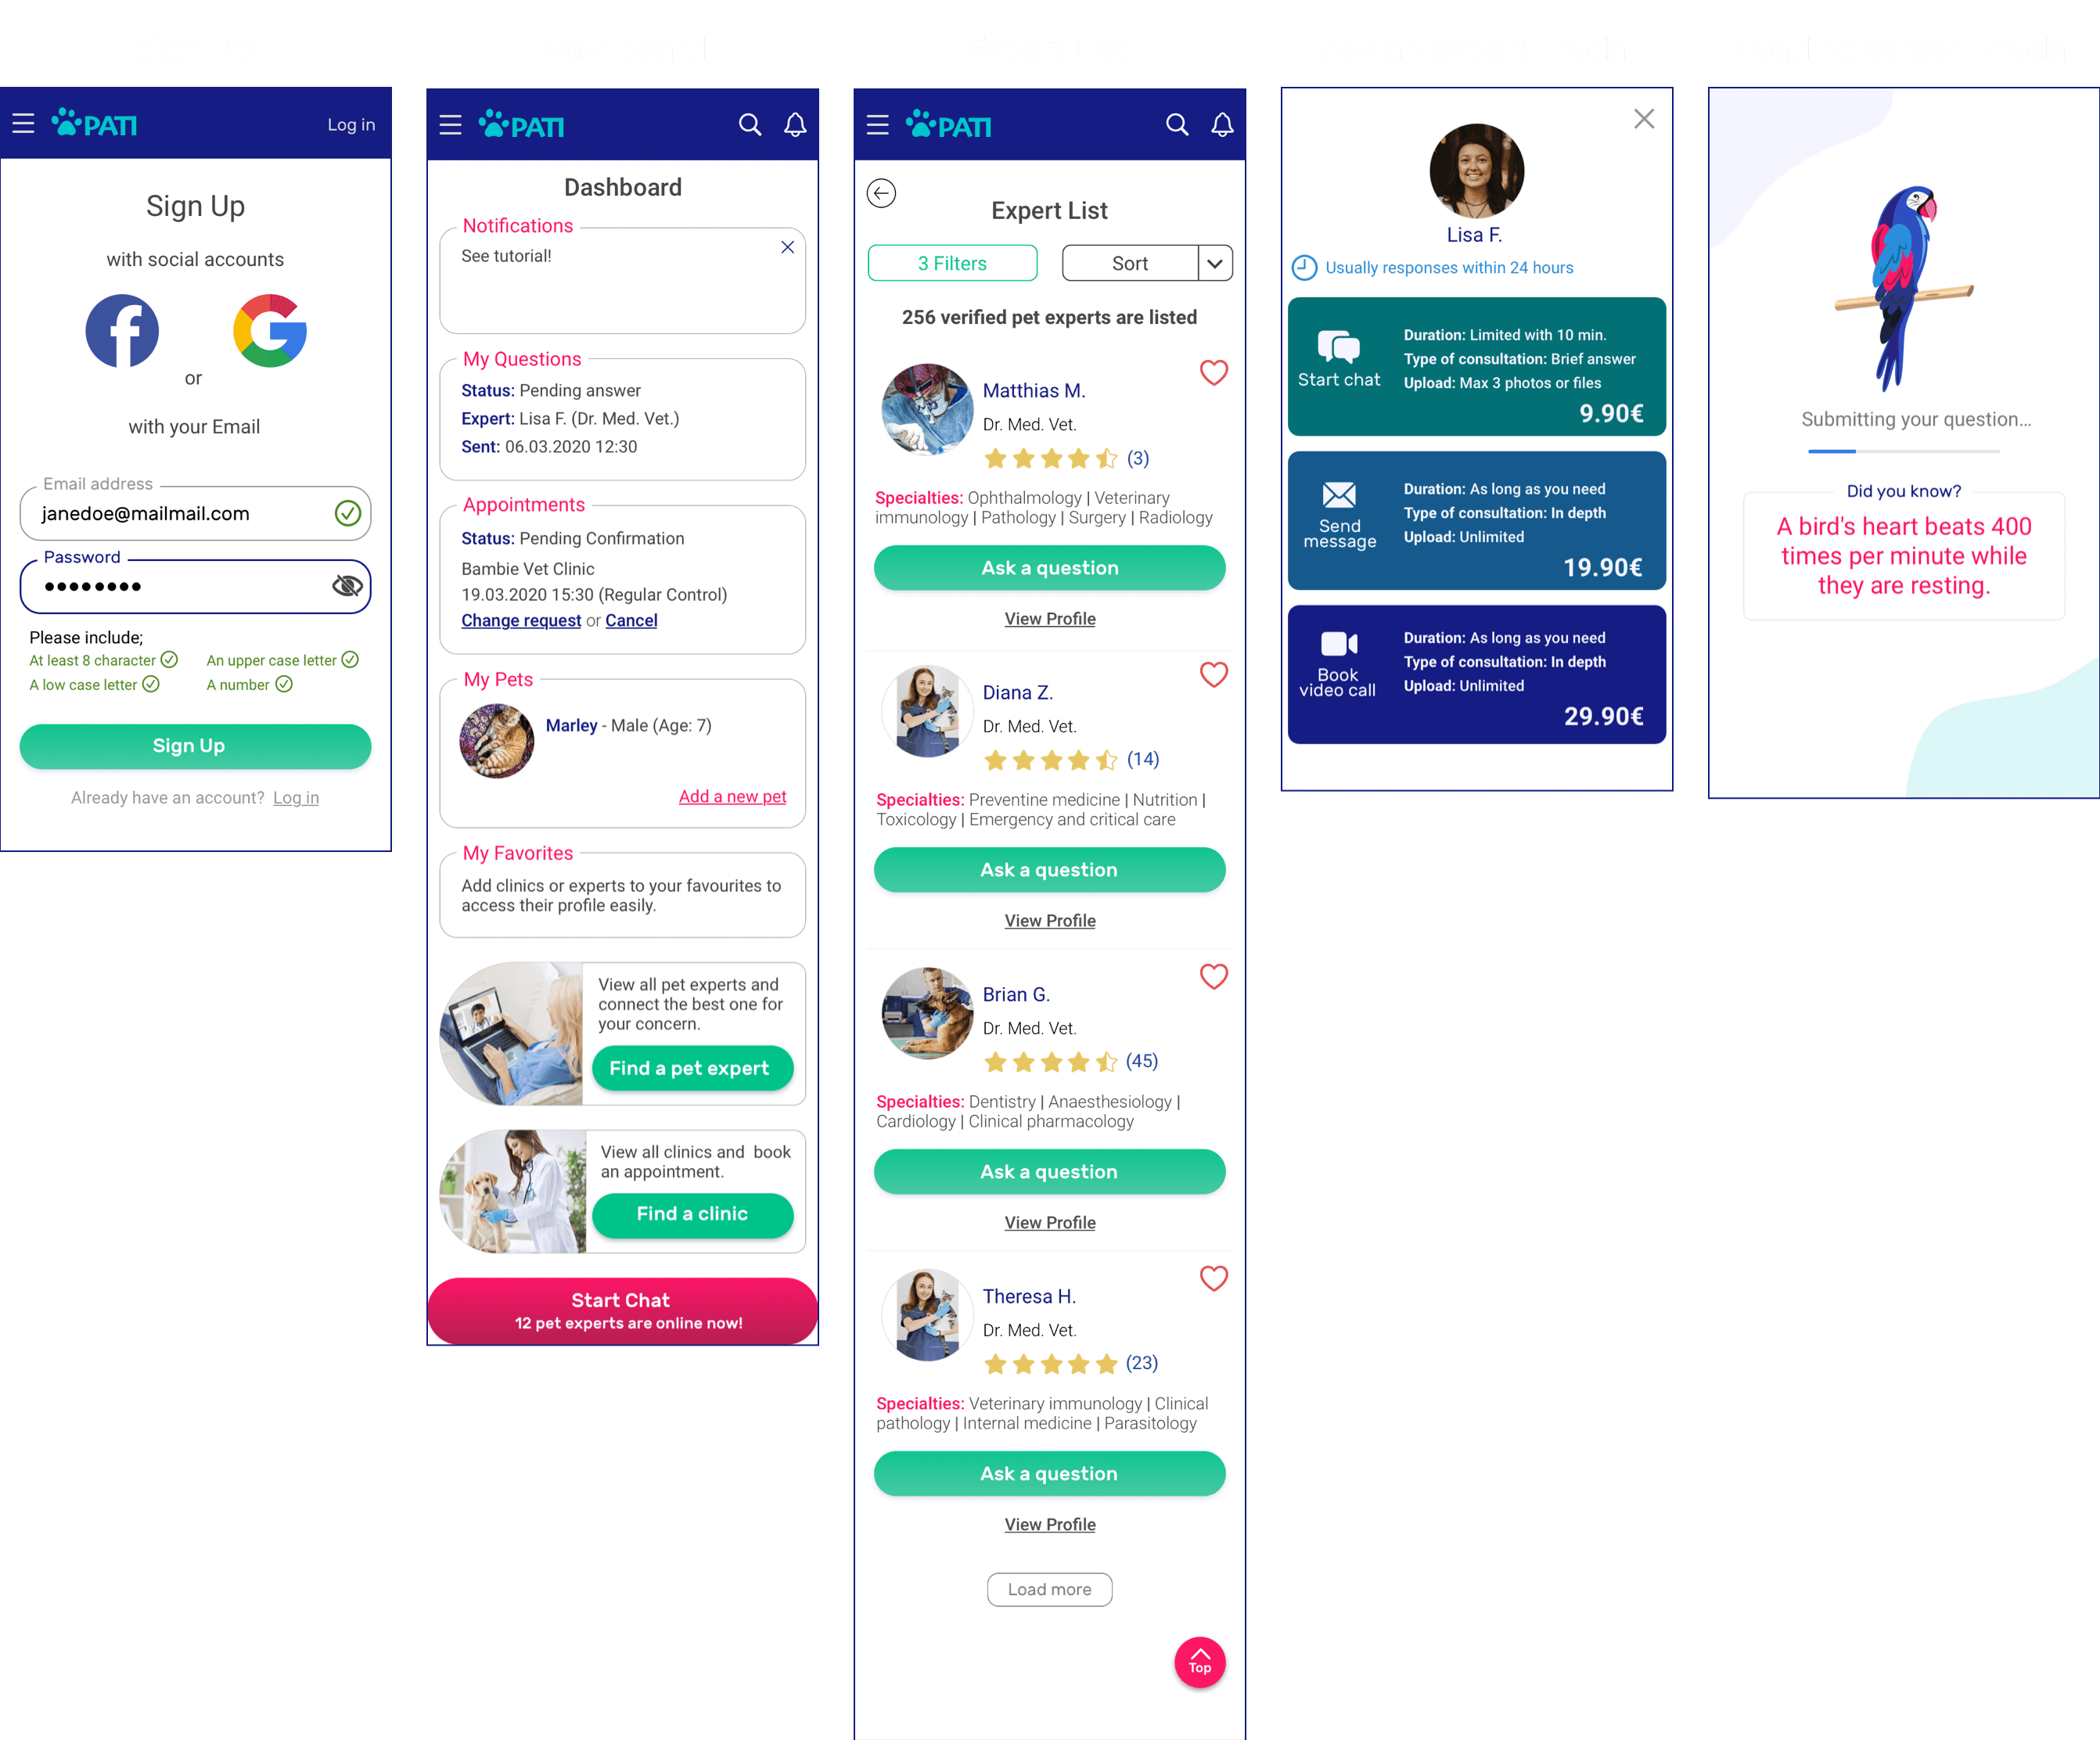 PATI
Log in
Sign Up
with social accounts
or
with your Email
Email address
janedoe@mailmail.com
Password
Please include;
At least 8 character
An upper case letter
A low case letter
A number
Sign Up
Already have an account? Log in
PATI
Dashboard
Notifications
See tutorial!
My Questions
Status: Pending answer
Expert: Lisa F. (Dr. Med. Vet.)
Sent: 06.03.2020 12:30
Appointments
Status: Pending Confirmation
Bambie Vet Clinic
19.03.2020 15:30 (Regular Control)
Change request or Cancel
My Pets
Marley - Male (Age: 7)
Add a new pet
My Favorites
Add clinics or experts to your favourites to
access their profile easily.
View all pet experts and
connect the best one for
your concern.
Find a pet expert
View all clinics and book
an appointment.
Find a clinic
Start Chat
12 pet experts are online now!
PATI
Expert List
3 Filters
Sort
256 verified pet experts are listed
Matthias M.
Dr. Med. Vet.
(3)
Specialties: Ophthalmology | Veterinary
immunology | Pathology | Surgery | Radiology
Ask a question
View Profile
Diana Z.
Dr. Med. Vet.
(14)
Specialties: Preventine medicine | Nutrition |
Toxicology | Emergency and critical care
Ask a question
View Profile
Brian G.
Dr. Med. Vet.
(45)
Specialties: Dentistry | Anaesthesiology |
Cardiology | Clinical pharmacology
Ask a question
View Profile
Theresa H.
Dr. Med. Vet.
(23)
Specialties: Veterinary immunology | Clinical
pathology | Internal medicine | Parasitology
Ask a question
View Profile
Load more
Top
Lisa F.
Usually responses within 24 hours
Start chat
Duration: Limited with 10 min.
Type of consultation: Brief answer
Upload: Max 3 photos or files
9.90€
Send
message
Duration: As long as you need
Type of consultation: In depth
Upload: Unlimited
19.90€
Book
video call
Duration: As long as you need
Type of consultation: In depth
Upload: Unlimited
29.90€
Submitting your question...
Did you know?
A bird's heart beats 400
times per minute while
they are resting.